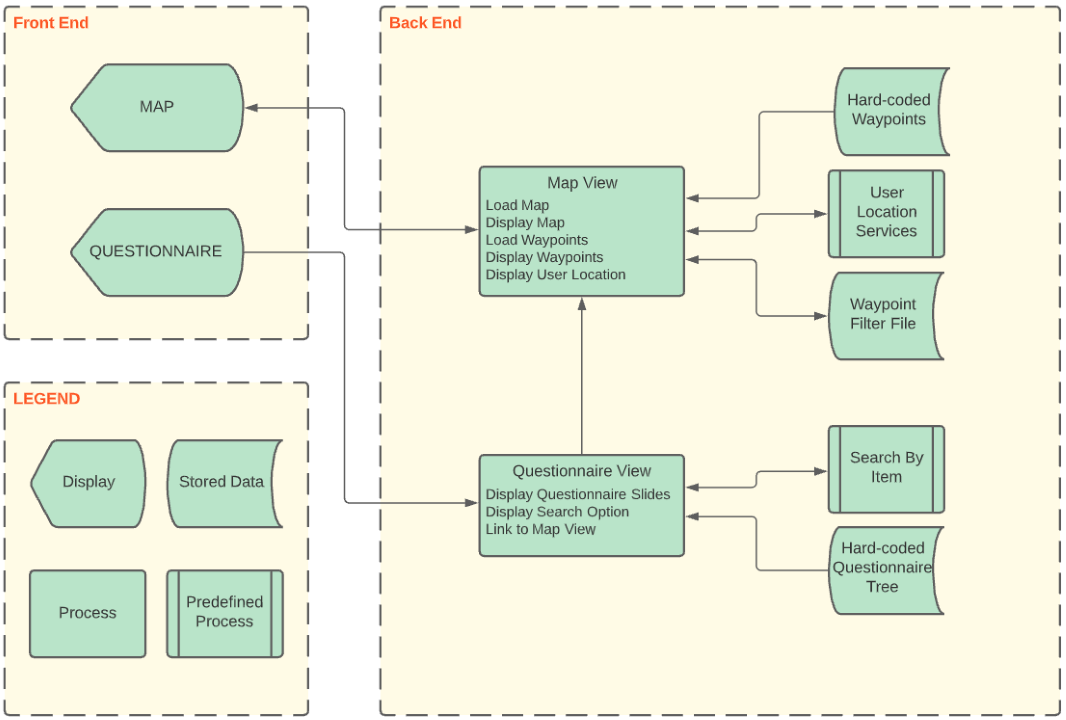 Front End
MAP
QUESTIONNAIRE
LEGEND
Display
Stored Data
Process
Predefined
Process
Back End
Map View
Load Map
Display Map
Load Waypoints
Display Waypoints
Display User Location
Hard-coded
Waypoints
User
Location
Services
Waypoint
Filter File
Questionnaire View
Display Questionnaire Slides
Display Search Option
Link to Map View
Search By
Item
Hard-coded
Questionnaire
Tree